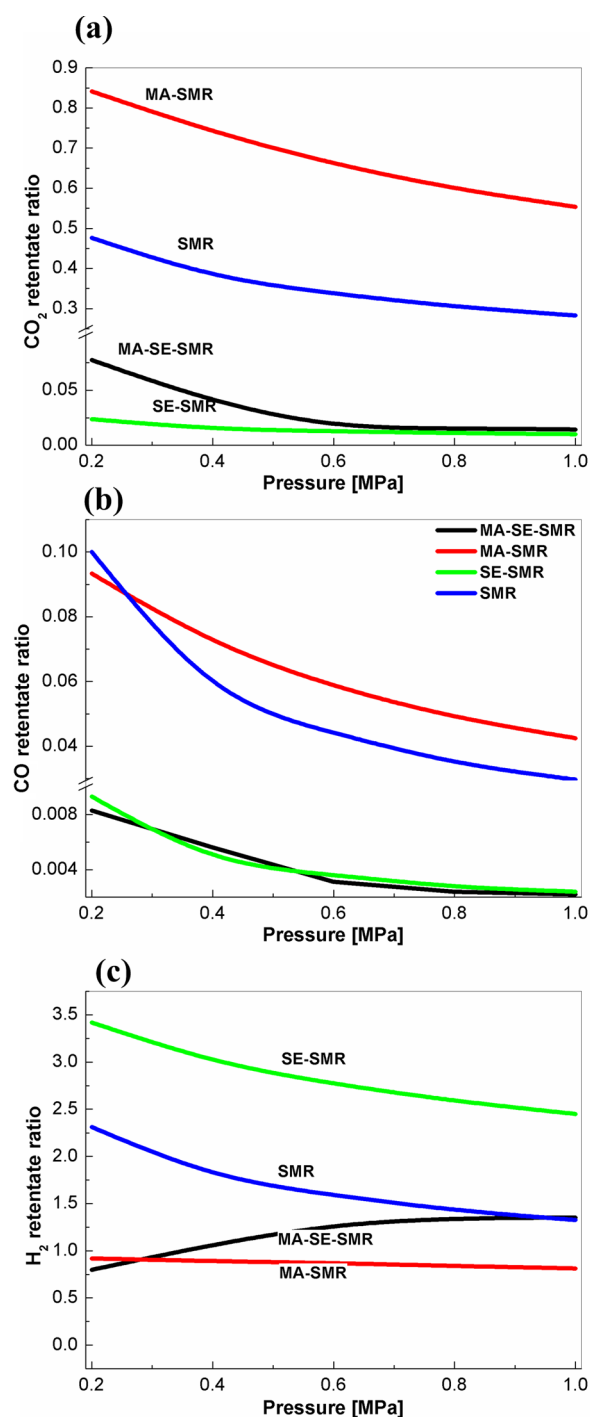 (a)
0.9
MA-SMR
0.8
0.7
0.6
0.5
SMR
0.4
0.3
MA-SE-SMR
0.05
SE-SMR
0.00
0.2 0.4 0.6 0.8 1.0
Pressure [MPa]
CO2 retentate ratio
(b)
MA-SE-SMR
MA-SMR
SE-SMR
SMR
0.10
0.08
0.06
0.04
0.008
0.004
0.2 0.4 0.6 0.8 1.0
Pressure [MPa]
CO retentate ratio
(c)
3.5
3.0
SE-SMR
2.5
2.0
SMR
1.5
MA-SE-SMR
1.0
MA-SMR
0.5
0.0
0.2 0.4 0.6 0.8 1.0
Pressure [MPa]
H2 retentate ratio